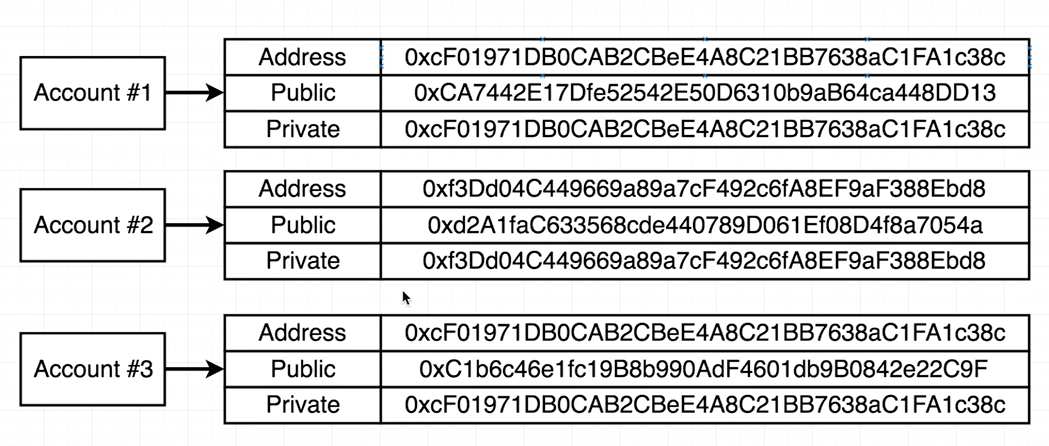 Account #1
Address 0xcF01971DB0CAB2CBeE4A8C21BB7638aC1FA1c38c
Public 0xCA7442E17Dfe52542E50D6310b9aB64ca448DD13
Private 0xcF01971DB0CAB2CBeE4A8C21BB7638aC1FA1c38c
Account #2
Address 0xf3Dd04C449669a89a7cF492c6fA8EF9aF388Ebd8
Public 0xd2A1faC633568cde440789D061Ef08D4f8a7054a
Private 0xf3Dd04C449669a89a7cF492c6fA8EF9aF388Ebd8
Account #3
Address 0xcF01971DB0CAB2CBeE4A8C21BB7638aC1FA1c38c
Public 0xC1b6c46e1fc19B8b990AdF4601db9B0842e22C9F
Private 0xcF01971DB0CAB2CBeE4A8C21BB7638aC1FA1c38c